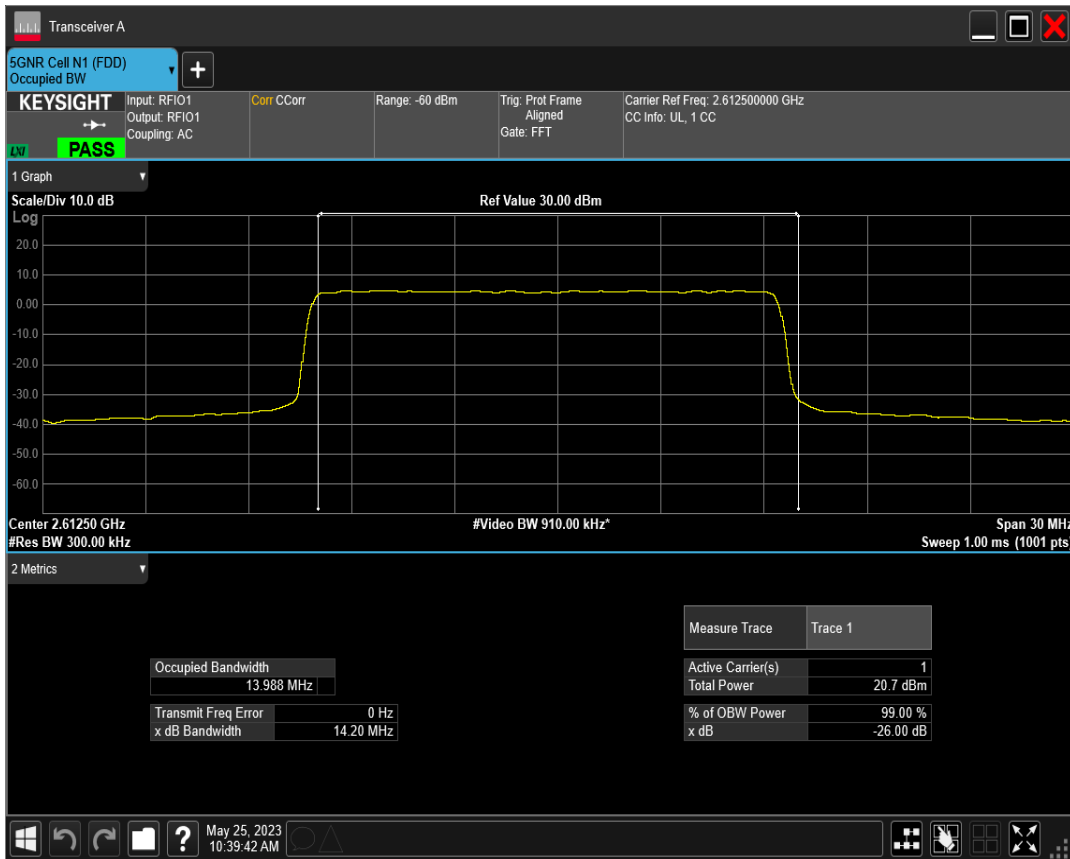 Transceiver A
5GNR Cell N1 (FDD)
Occupied BW
+
KEYSIGHT
LXI
PASS
Input: RFIO1
Output: RFIO1
Coupling: AC
Corr CCorr
Range: -60 dBm
Trig: Prot Frame
Aligned
Gate: FFT
Carrier Ref Freq: 2.612500000 GHz
CC Info: UL, 1 CC
1 Graph
Scale/Div 10.0 dB
Ref Value 30.00 dBm
Log
20.0
10.0
0.00
-10.0
-20.0
-30.0
-40.0
-50.0
-60.0
Center 2.61250 GHz
#Video BW 910.00 kHz*
Span 30 MHz
#Res BW 300.00 kHz
Sweep 1.00 ms (1001 pts)
2 Metrics
Measure Trace Trace 1
Occupied Bandwidth
13.988 MHz
Active Carrier(s) 1
Total Power 20.7 dBm
Transmit Freq Error 0 Hz
x dB Bandwidth 14.20 MHz
% of OBW Power 99.00 %
x dB -26.00 dB
?
May 25, 2023
10:39:42 AM